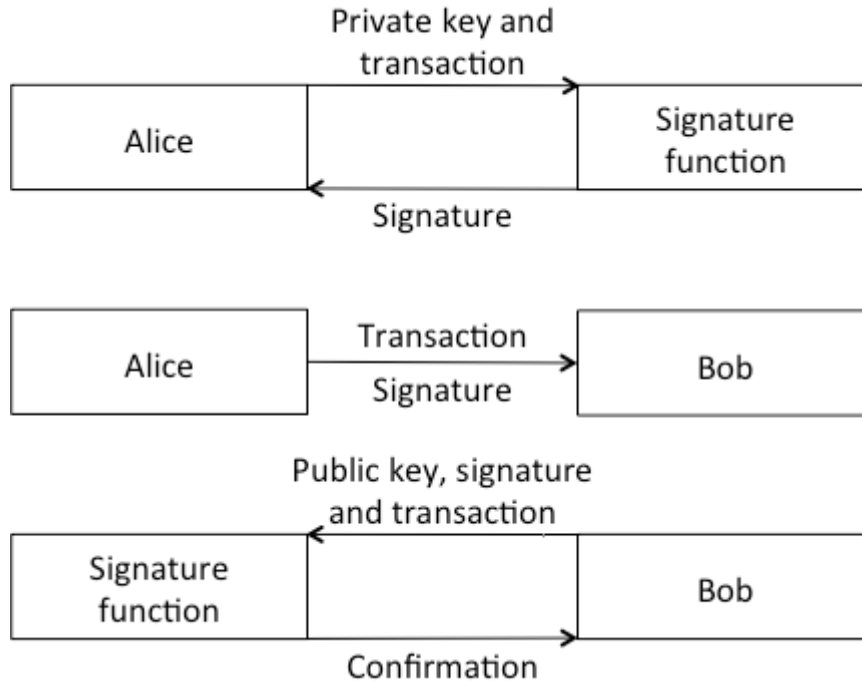 Private key and
transaction
Alice
Signature
function
Signature
Alice
Transaction
Signature
Bob
Public key, signature
and transaction
Signature
function
Bob
Confirmation